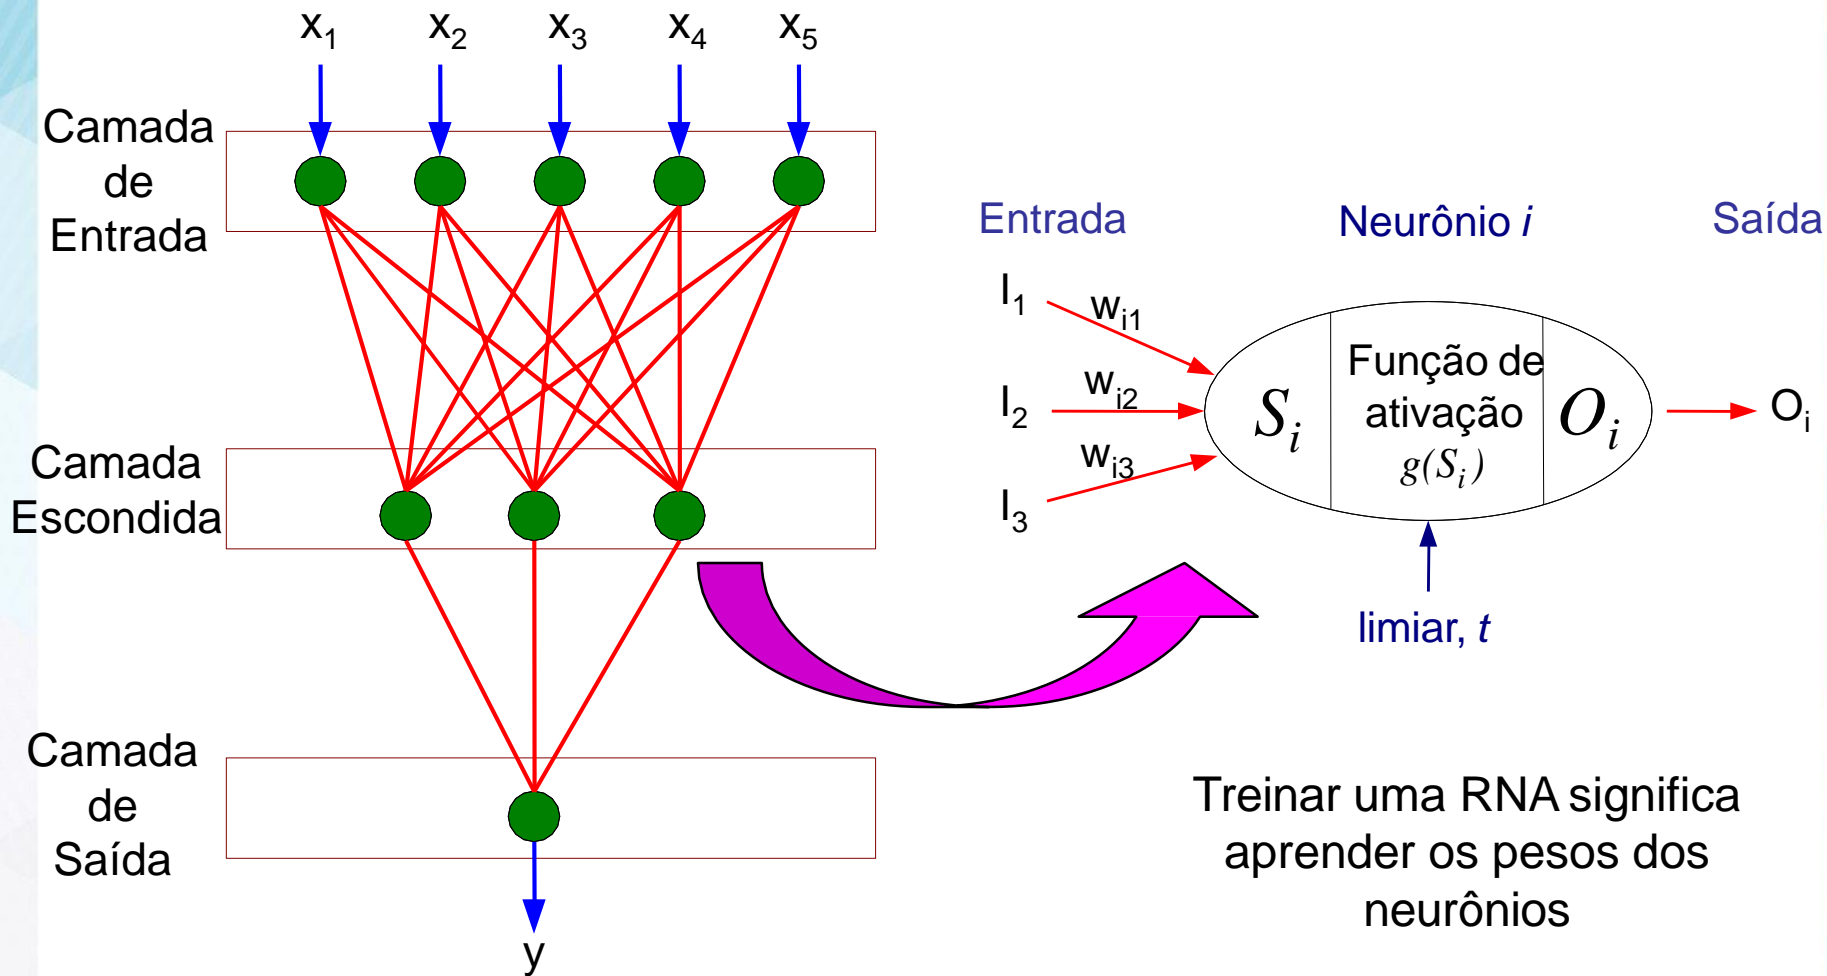 x₁ x₂ x₃ x₄ x₅
Camada
de
Entrada
Camada
Escondida
Camada
de
Saída
y
Entrada Neurônio i Saída
I₁ wᵢ₁
I₂ wᵢ₂
I₃ wᵢ₃
Sᵢ
Função de
ativação
g(Sᵢ)
Oᵢ
Oᵢ
limiar, t
Treinar uma RNA significa
aprender os pesos dos
neurônios